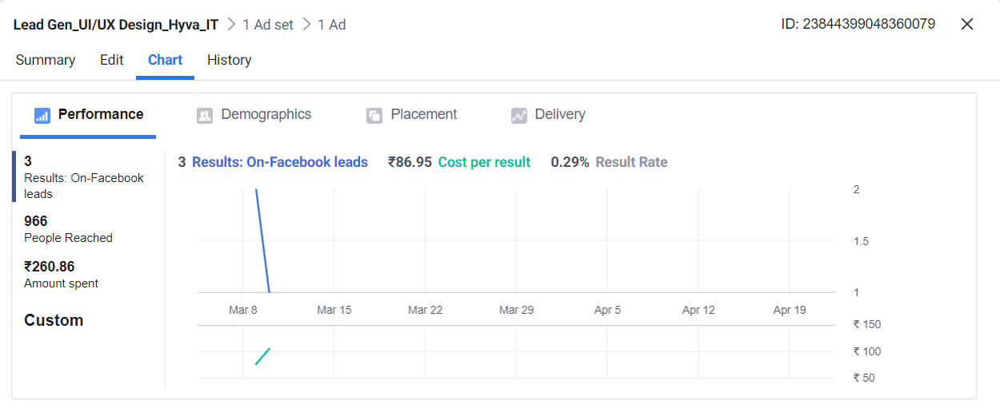 Lead Gen_UI/UX Design_Hyva_IT > 1 Ad set > 1 Ad ID: 23844399048360079
Summary Edit Chart History
Performance Demographics Placement Delivery
3
Results: On-Facebook
leads
966
People Reached
₹260.86
Amount spent
Custom
3 Results: On-Facebook leads ₹86.95 Cost per result 0.29% Result Rate
2
1.5
1
Mar 8 Mar 15 Mar 22 Mar 29 Apr 5 Apr 12 Apr 19
₹ 150
₹ 100
₹ 50